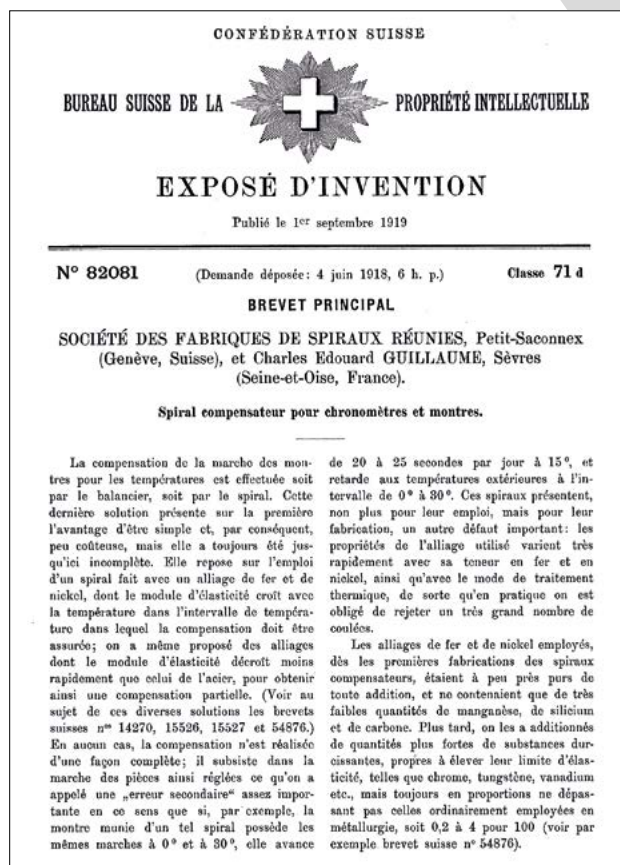 CONFÉDÉRATION SUISSE
BUREAU SUISSE DE LA PROPRIÉTÉ INTELLECTUELLE
EXPOSÉ D'INVENTION
Publié le 1er septembre 1919
N° 82081 (Demande déposée: 4 juin 1918, 6 h. p.) Classe 71 d
BREVET PRINCIPAL
SOCIÉTÉ DES FABRIQUES DE SPIRAUX RÉUNIES, Petit-Saconnex
(Genève, Suisse), et Charles Edouard GUILLAUME, Sèvres
(Seine-et-Oise, France).
Spiral compensateur pour chronomètres et montres.
La compensation de la marche des mon-
tres pour les températures est effectuée soit
par le balancier, soit par le spiral. Cette
dernière solution présente sur la première
l'avantage d'être simple et, par conséquent,
peu coûteuse, mais elle a toujours été jus-
qu'ici incomplète. Elle repose sur l'emploi
d'un spiral fait avec un alliage de fer et de
nickel, dont le module d'élasticité croît avec
la température dans l'intervalle de tempéra-
ture dans lequel la compensation doit être
assurée; on a même proposé des alliages
dont le module d'élasticité décroît moins
rapidement que celui de l'acier, pour obtenir
ainsi une compensation partielle. (Voir au
sujet de ces diverses solutions les brevets
suisses nos 14270, 15526, 15527 et 54876.)
En aucun cas, la compensation n'est réalisée
d'une façon complète; il subsiste dans la
marche des pièces ainsi réglées ce qu'on a
appelé une „erreur secondaire" assez impor-
tante en ce sens que si, par exemple, la
montre munie d'un tel spiral possède les
mêmes marches à 0° et à 30°, elle avance
de 20 à 25 secondes par jour à 15°, et
retarde aux températures extérieures à l'in-
tervalle de 0° à 30°. Ces spiraux présentent,
non plus pour leur emploi, mais pour leur
fabrication, un autre défaut important: les
propriétés de l'alliage utilisé varient très
rapidement avec sa teneur en fer et en
nickel, ainsi qu'avec le mode de traitement
thermique, de sorte qu'en pratique on est
obligé de rejeter un très grand nombre de
coulées.
Les alliages de fer et de nickel employés,
dès les premières fabrications des spiraux
compensateurs, étaient à peu près purs de
toute addition, et ne contenaient que de très
faibles quantités de manganèse, de silicium
et de carbone. Plus tard, on les a additionnés
de quantités plus fortes de substances dur-
cissantes, propres à élever leur limite d'élas-
ticité, telles que chrome, tungstène, vanadium
etc., mais toujours en proportions ne dépas-
sant pas celles ordinairement employées en
métallurgie, soit 0,2 à 4 pour 100 (voir par
exemple brevet suisse n° 54876).